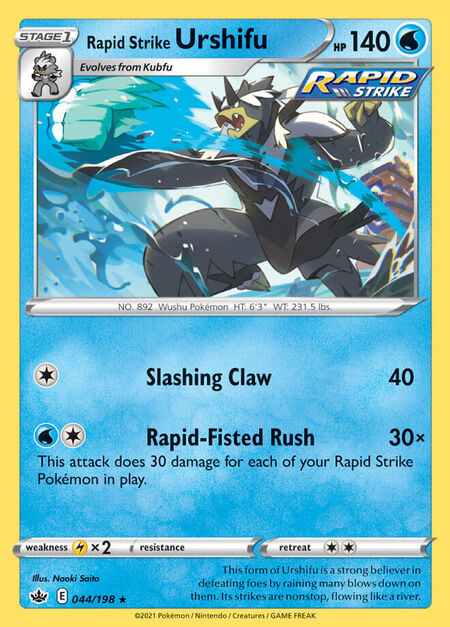 STAGE 1
Rapid Strike Urshifu
HP 140
Evolves from Kubfu
RAPID
STRIKE
NO. 892 Wushu Pokémon HT: 6'3" WT: 231.5 lbs.
Slashing Claw 40
Rapid-Fisted Rush 30×
This attack does 30 damage for each of your Rapid Strike
Pokémon in play.
weakness ×2 resistance retreat
Illus. Naoki Saito
This form of Urshifu is a strong believer in
defeating foes by raining many blows down on
them. Its strikes are nonstop, flowing like a river.
E 044/198 ★
©2021 Pokémon / Nintendo / Creatures / GAME FREAK